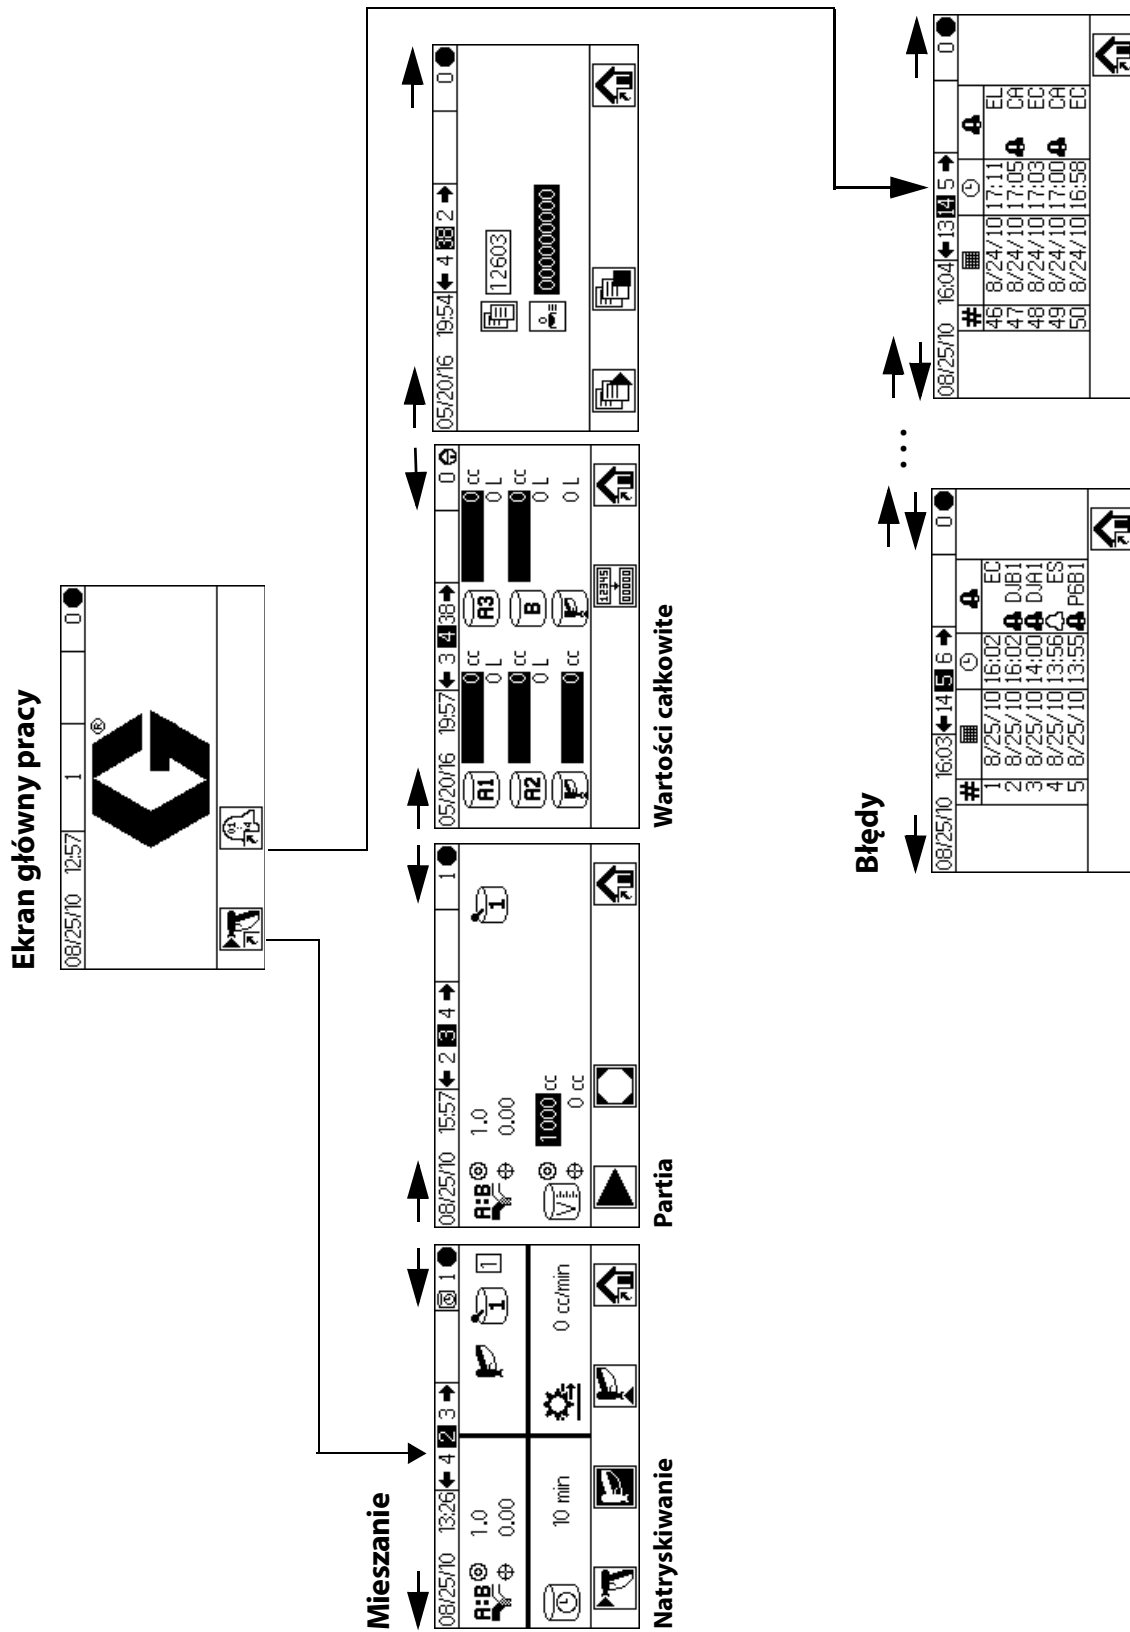 Ekran główny pracy
08/25/10 12:57 1 0
®
Mieszanie
08/25/10 13:26 4 2 3 1
A:B 1.0
0.00
1 1
10 min
0 cc/min
Natryskiwanie
08/25/10 15:57 2 3 4 1
A:B 1.0
0.00
1
1000 cc
0 cc
Partia
05/20/16 19:57 3 4 38 0
A1 0 cc
0 L
A3 0 cc
0 L
A2 0 cc
0 L
B 0 cc
0 L
0 cc
0 L
12345
00000
Wartości całkowite
05/20/16 19:54 4 38 2 0
12603
000000000
Błędy
08/25/10 16:03 14 5 6 0
#
1 8/25/10 16:02 EC
2 8/25/10 16:02 DJB1
3 8/25/10 14:00 DJA1
4 8/25/10 13:56 ES
5 8/25/10 13:55 P6B1
...
08/25/10 16:04 13 14 5 0
#
46 8/24/10 17:11 EL
47 8/24/10 17:05 CA
48 8/24/10 17:03 EC
49 8/24/10 17:00 CA
50 8/24/10 16:58 EC